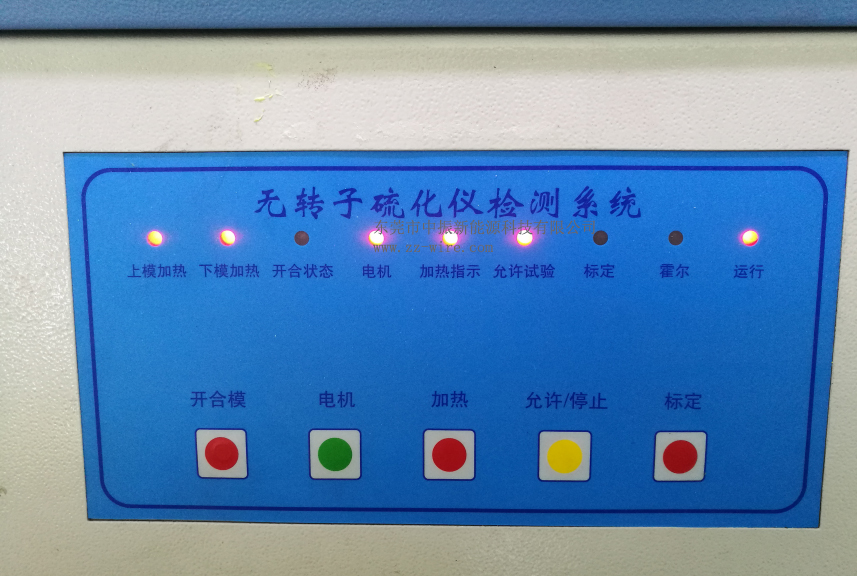 无转子硫化仪检测系统
上模加热 下模加热 开合状态 电机 加热指示 允许试验 标定 霍尔 运行
开合模 电机 加热 允许/停止 标定